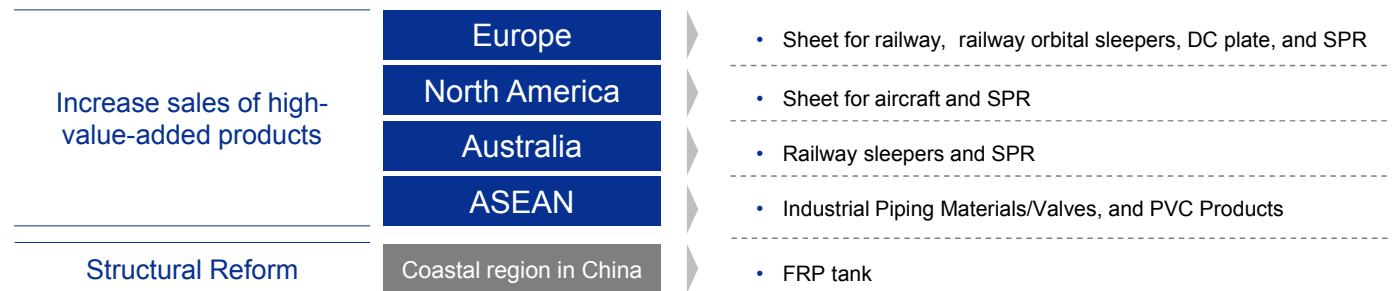 Increase sales of high-
value-added products
Europe
• Sheet for railway, railway orbital sleepers, DC plate, and SPR
North America
• Sheet for aircraft and SPR
Australia
• Railway sleepers and SPR
ASEAN
• Industrial Piping Materials/Valves, and PVC Products
Structural Reform
Coastal region in China
• FRP tank